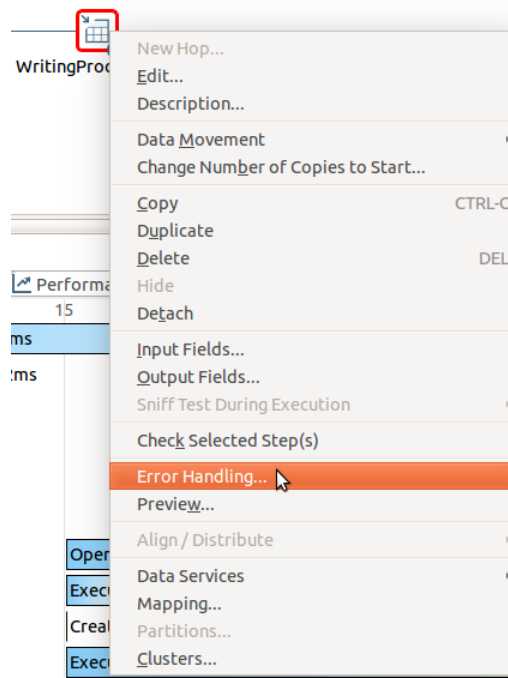 WritingProc
New Hop...
Edit...
Description...
Data Movement
Change Number of Copies to Start...
Copy CTRL-C
Duplicate
Delete DEL
Hide
Detach
Input Fields...
Output Fields...
Sniff Test During Execution
Check Selected Step(s)
Error Handling...
Preview...
Align / Distribute
Data Services
Mapping...
Partitions...
Clusters...
Performa
15
ms
ms
Oper
Execu
Creat
Execu